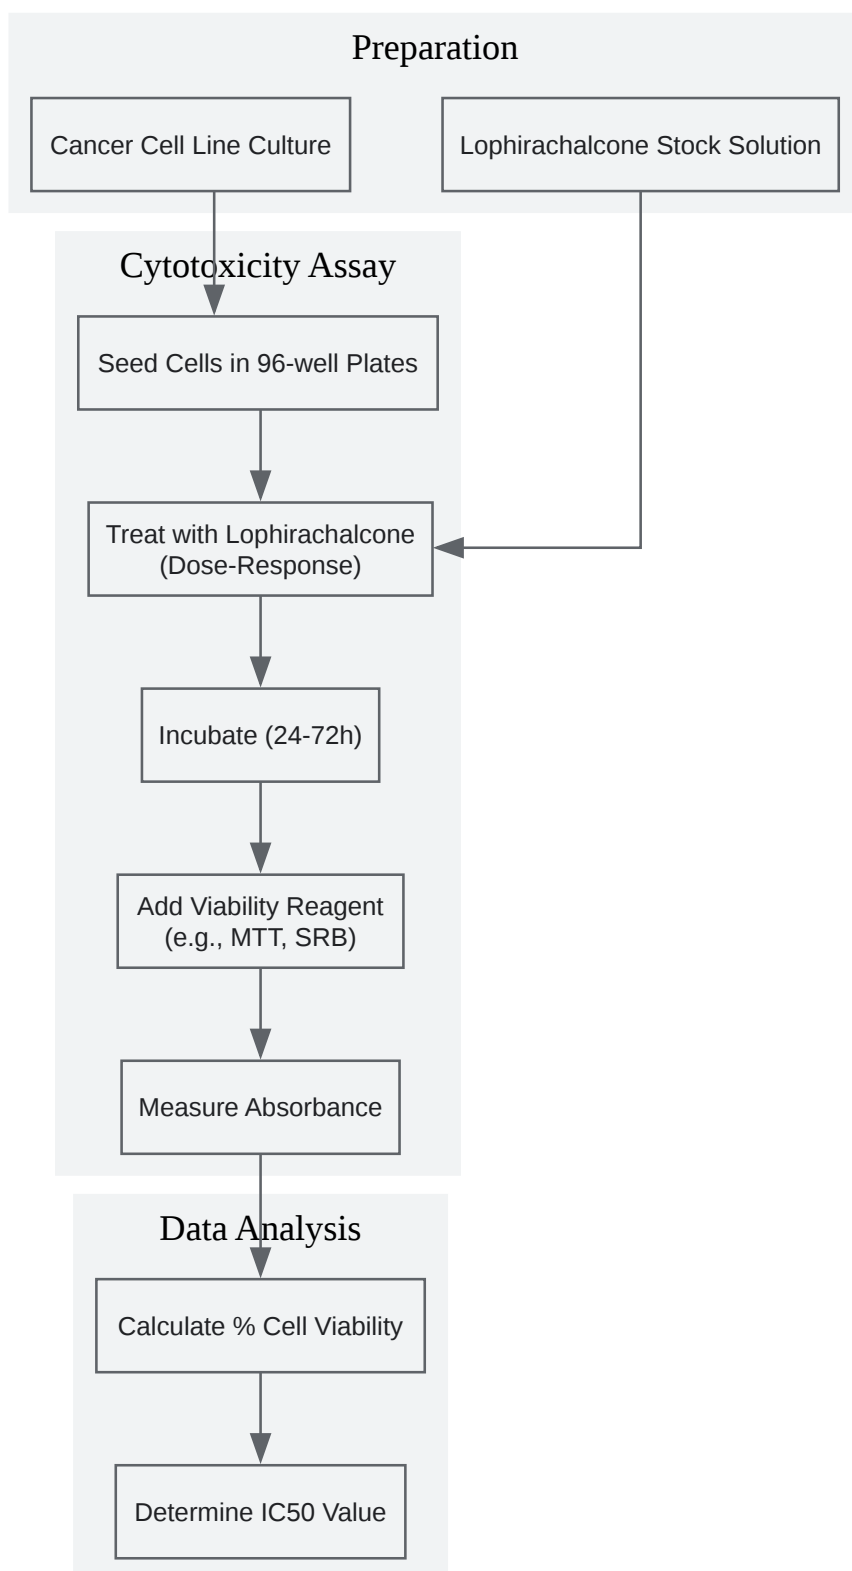 Preparation
Cancer Cell Line Culture
Lophirachalcone Stock Solution
Cytotoxicity Assay
Seed Cells in 96-well Plates
Treat with Lophirachalcone
(Dose-Response)
Incubate (24-72h)
Add Viability Reagent
(e.g., MTT, SRB)
Measure Absorbance
Data Analysis
Calculate % Cell Viability
Determine IC50 Value